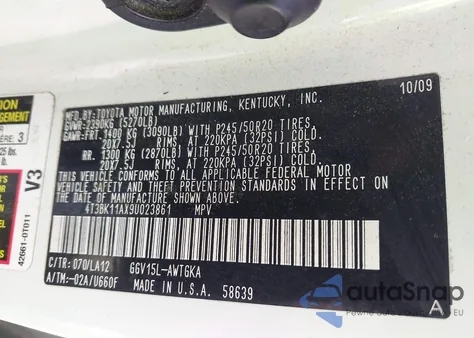 10/09
MFD.BY: TOYOTA MOTOR MANUFACTURING, KENTUCKY, INC.
GVWR:2390KG (5270LB)
GAWR:FRT. 1400 KG (3090LB) WITH P245/50R20 TIRES,
20X7.5J RIMS, AT 220KPA (32PSI) COLD.
RR. 1300 KG (2870LB) WITH P245/50R20 TIRES,
20X7.5J RIMS, AT 220KPA (32PSI) COLD.
THIS VEHICLE CONFORMS TO ALL APPLICABLE FEDERAL MOTOR
VEHICLE SAFETY AND THEFT PREVENTION STANDARDS IN EFFECT ON
THE DATE OF MANUFACTURE SHOWN ABOVE.
4T3BK11AX9U023861 MPV
C/TR: 070/LA12 GGV15L-AWTGKA
A/TM:-02A/U660F MADE IN U.S.A. 58639
A
3
V3
42661-0T011
autoSnap